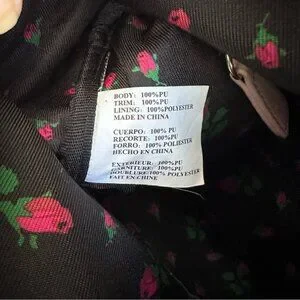 BODY: 100%PU
TRIM: 100%PU
LINING: 100%POLYESTER
MADE IN CHINA
CUERPO: 100% PU
RECORTE: 100% PU
FORRO: 100% POLIESTER
HECHO EN CHINA
EXTERIEUR: 100%PU
GARNITURE: 100%PU
DOUBLURE:100% POLYESTER
FAIT EN CHINE